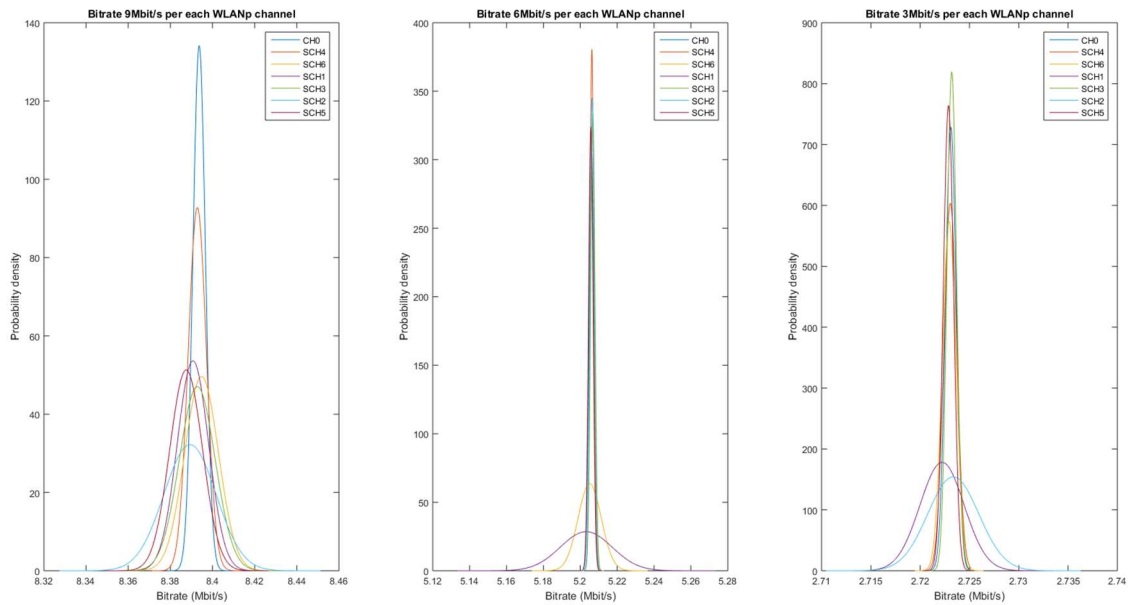 Bitrate 9Mbit/s per each WLANp channel
140
120
100
80
60
40
20
0
Probability density
CH0
SCH4
SCH6
SCH1
SCH3
SCH2
SCH5
8.32 8.34 8.36 8.38 8.4 8.42 8.44 8.46
Bitrate (Mbit/s)
Bitrate 6Mbit/s per each WLANp channel
400
350
300
250
200
150
100
50
0
Probability density
CH0
SCH4
SCH6
SCH1
SCH3
SCH2
SCH5
5.12 5.14 5.16 5.18 5.2 5.22 5.24 5.26 5.28
Bitrate (Mbit/s)
Bitrate 3Mbit/s per each WLANp channel
900
800
700
600
500
400
300
200
100
0
Probability density
CH0
SCH4
SCH6
SCH1
SCH3
SCH2
SCH5
2.71 2.715 2.72 2.725 2.73 2.735 2.74
Bitrate (Mbit/s)